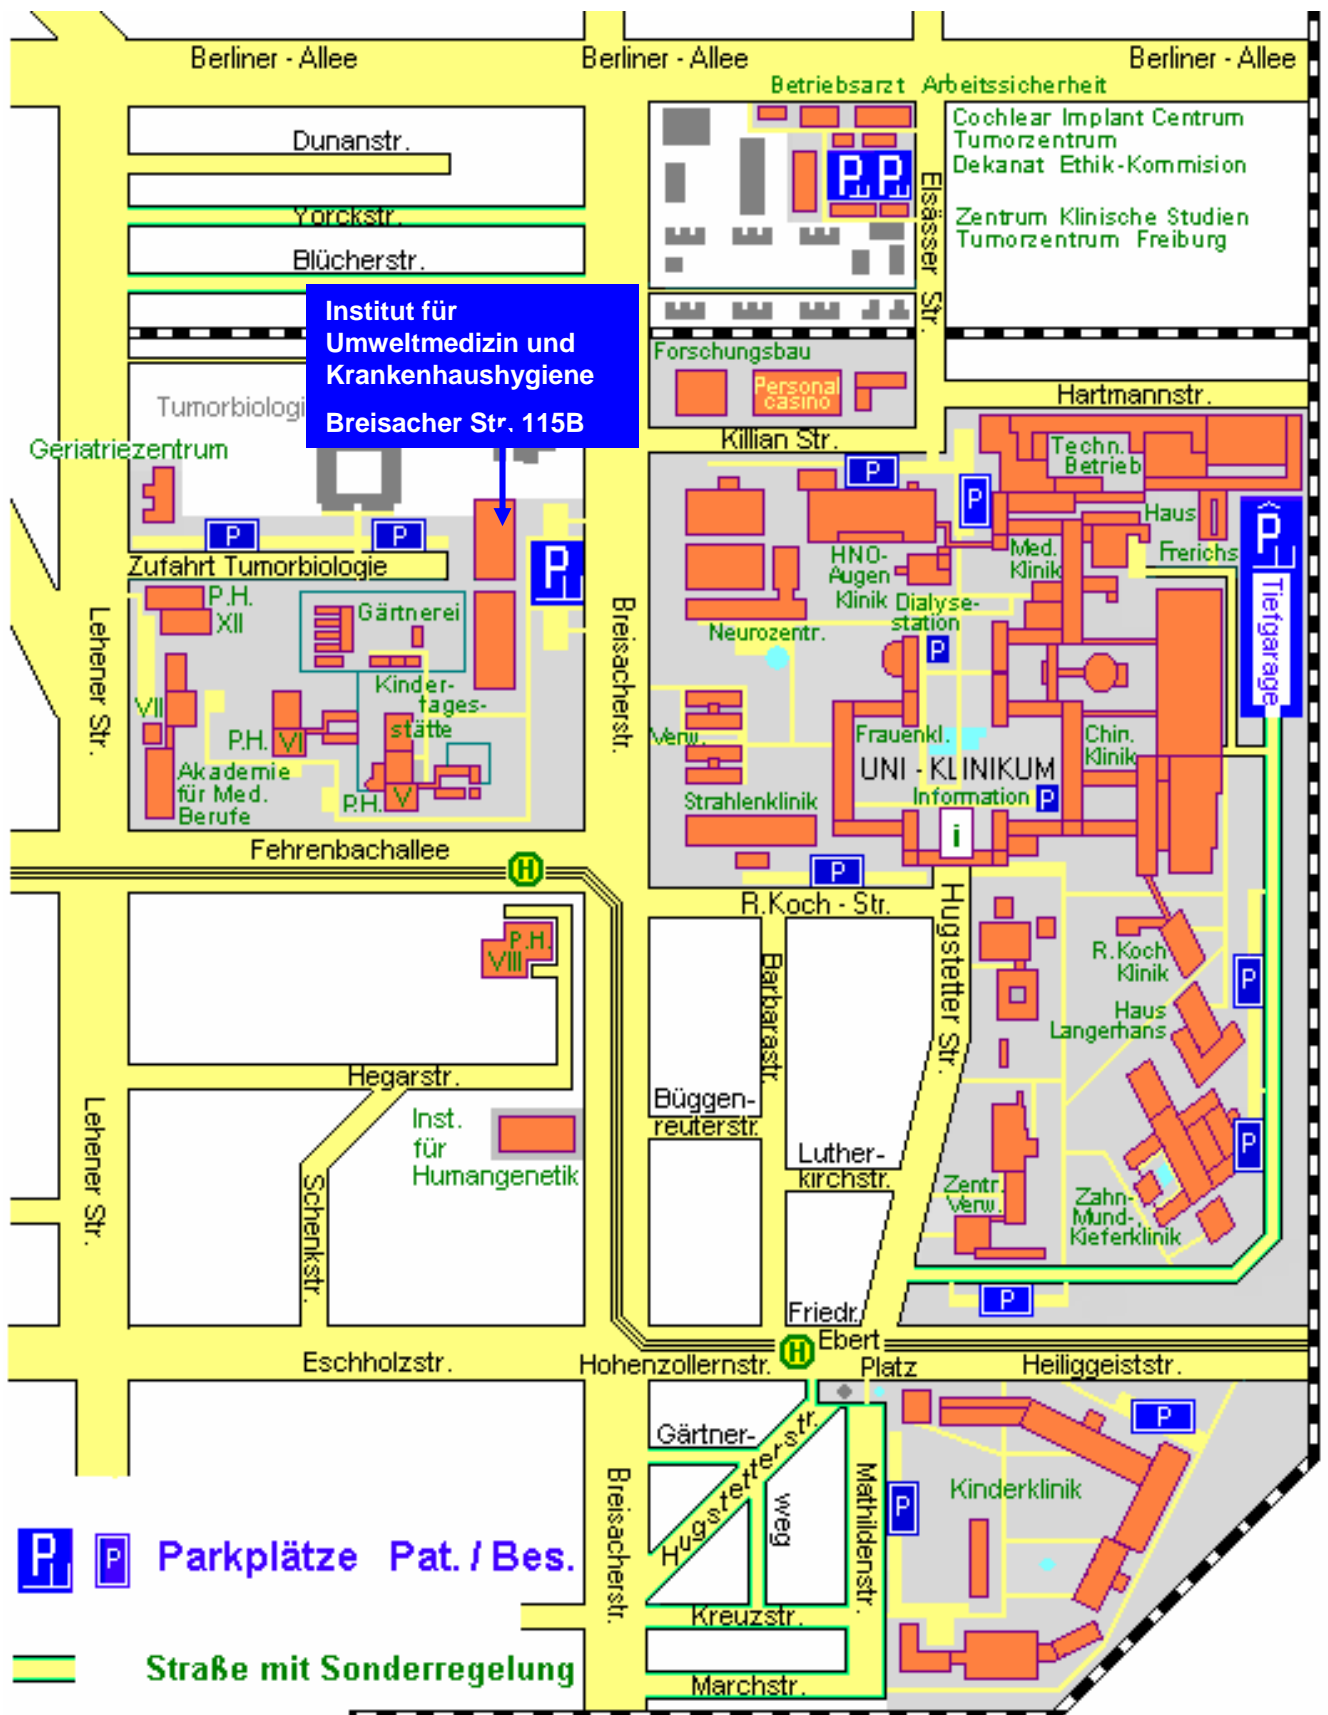 Berliner - Allee
Berliner - Allee
Berliner - Allee
Betriebsarzt Arbeitssicherheit
Cochlear Implant Centrum
Tumorzentrum
Dekanat Ethik-Kommision
Zentrum Klinische Studien
Tumorzentrum Freiburg
Dunanstr.
Yorckstr.
Blücherstr.
P P
Elsässer Str.
Institut für
Umweltmedizin und
Krankenhaushygiene
Breisacher Str. 115B
Forschungsbau
Personal
casino
Hartmannstr.
Tumorbiologi
Killian Str.
Geriatriezentrum
Techn.
Betrieb
P
P
P
P
P
Haus
Frerichs
Zufahrt Tumorbiologie
P
HNO-
Augen
Klinik
Med.
Klinik
Dialyse-
station
P
Tiefgarage
P.H.
XII
Gärtnerei
Neurozentr.
P
Lehener Str.
Breisacherstr.
Kinder-
tages-
stätte
VII
P.H. VI
Verw.
Frauenkl.
Chir.
Klinik
UNI - KLINIKUM
Akademie
für Med.
Berufe
P.H. V
Strahlenklinik
Information
P
i
Fehrenbachallee
H
P
R.Koch - Str.
Hugstetter Str.
P.H.
VIII
Barbarastr.
R.Koch
Klinik
P
Haus
Langerhans
Hegarstr.
Lehener Str.
Inst.
für
Humangenetik
Büggen-
reuterstr.
Luther-
kirchstr.
P
Schenkstr.
Zentr.
Verw.
Zahn-
Mund-,
Kieferklinik
P
Friedr.
Ebert
Platz
Eschholzstr.
Hohenzollernstr.
H
Heiliggeiststr.
Gärtner-
weg
Hugstetterstr.
P
Breisacherstr.
Mathildenstr.
P
Kinderklinik
P P Parkplätze Pat. / Bes.
Kreuzstr.
Straße mit Sonderregelung
Marchstr.